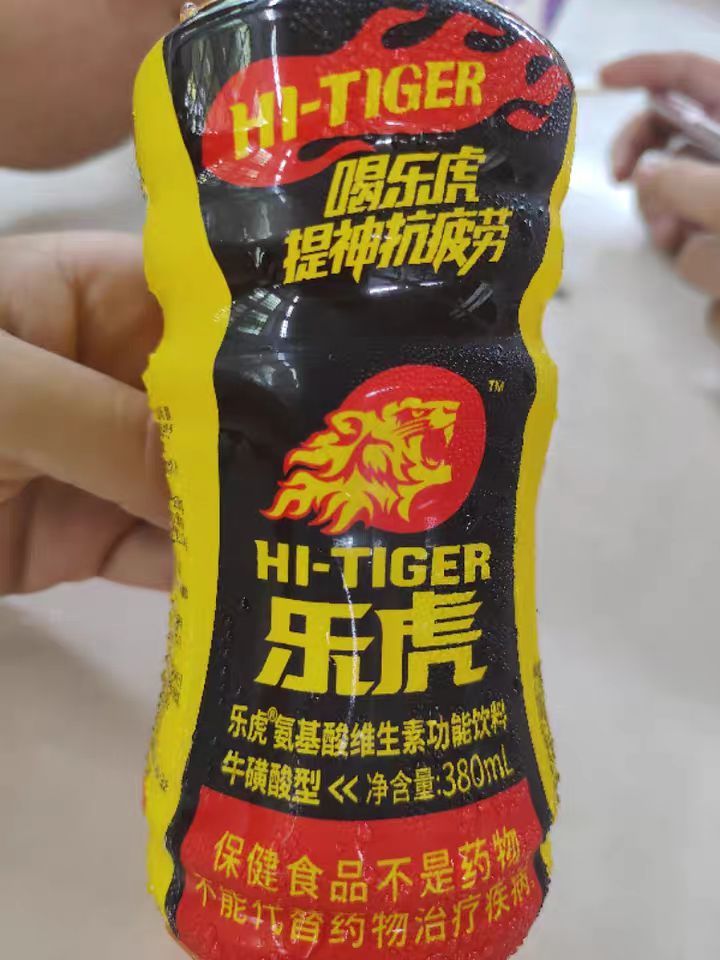 HI-TIGER
喝乐虎
提神抗疲劳
TM
HI-TIGER
乐虎
乐虎®氨基酸维生素功能饮料
牛磺酸型 << 净含量:380mL
保健食品不是药物
不能代替药物治疗疾病